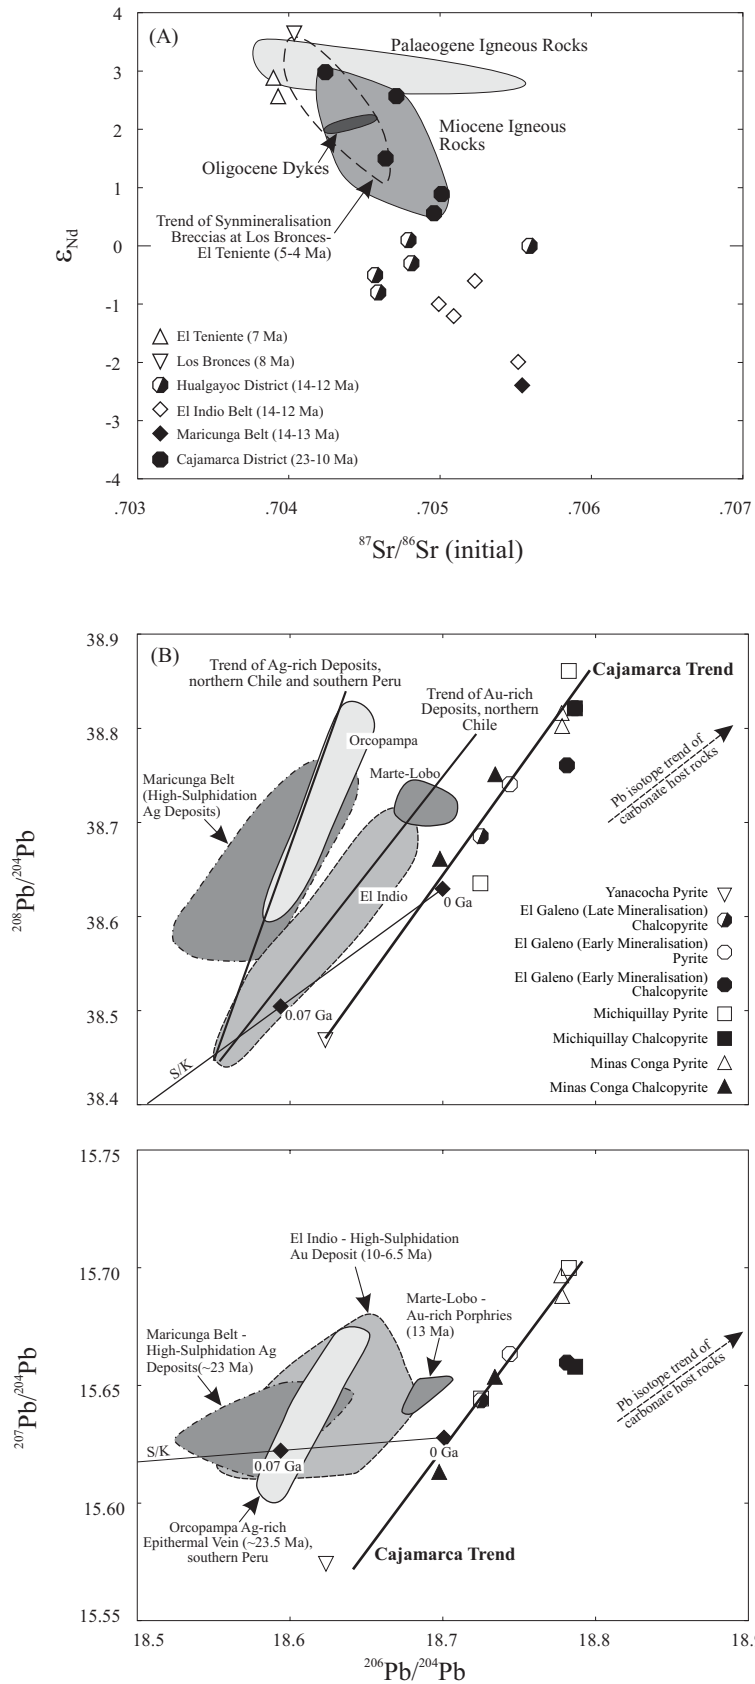 (A)
4
3
2
1
0
-1
-2
-3
-4
εNd
Palaeogene Igneous Rocks
Miocene Igneous
Rocks
Oligocene Dykes
Trend of Synmineralisation
Breccias at Los Bronces-
El Teniente (5-4 Ma)
El Teniente (7 Ma)
Los Bronces (8 Ma)
Hualgayoc District (14-12 Ma)
El Indio Belt (14-12 Ma)
Maricunga Belt (14-13 Ma)
Cajamarca District (23-10 Ma)
.703 .704 .705 .706 .707
87Sr/86Sr (initial)
(B)
38.9
38.8
38.7
38.6
38.5
38.4
208Pb/204Pb
Trend of Ag-rich Deposits,
northern Chile and southern Peru
Cajamarca Trend
Trend of Au-rich
Deposits, northern
Chile
Orcopampa
Marte-Lobo
Maricunga Belt
(High-Sulphidation
Ag Deposits)
Pb isotope trend of
carbonate host rocks
El Indio
0 Ga
0.07 Ga
S/K
Yanacocha Pyrite
El Galeno (Late Mineralisation)
Chalcopyrite
El Galeno (Early Mineralisation)
Pyrite
El Galeno (Early Mineralisation)
Chalcopyrite
Michiquillay Pyrite
Michiquillay Chalcopyrite
Minas Conga Pyrite
Minas Conga Chalcopyrite
15.75
15.70
15.65
15.60
15.55
207Pb/204Pb
El Indio - High-Sulphidation
Au Deposit (10-6.5 Ma)
Marte-Lobo -
Au-rich Porphries
(13 Ma)
Maricunga Belt -
High-Sulphidation Ag
Deposits(~23 Ma)
Pb isotope trend of
carbonate host rocks
S/K
0.07 Ga
0 Ga
Orcopampa Ag-rich
Epithermal Vein (~23.5 Ma),
southern Peru
Cajamarca Trend
18.5 18.6 18.7 18.8
206Pb/204Pb